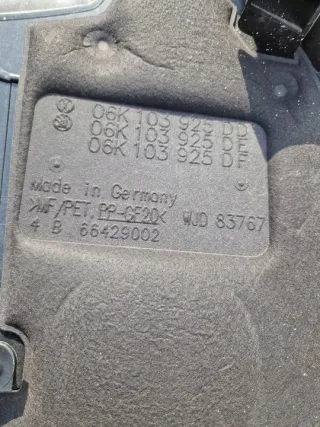 06K 103 925 DD
06K 103 925 DE
06K 103 925 DF
Made in Germany
>MF/PET,PP-GF20< WJD 83767
4 B 66429002